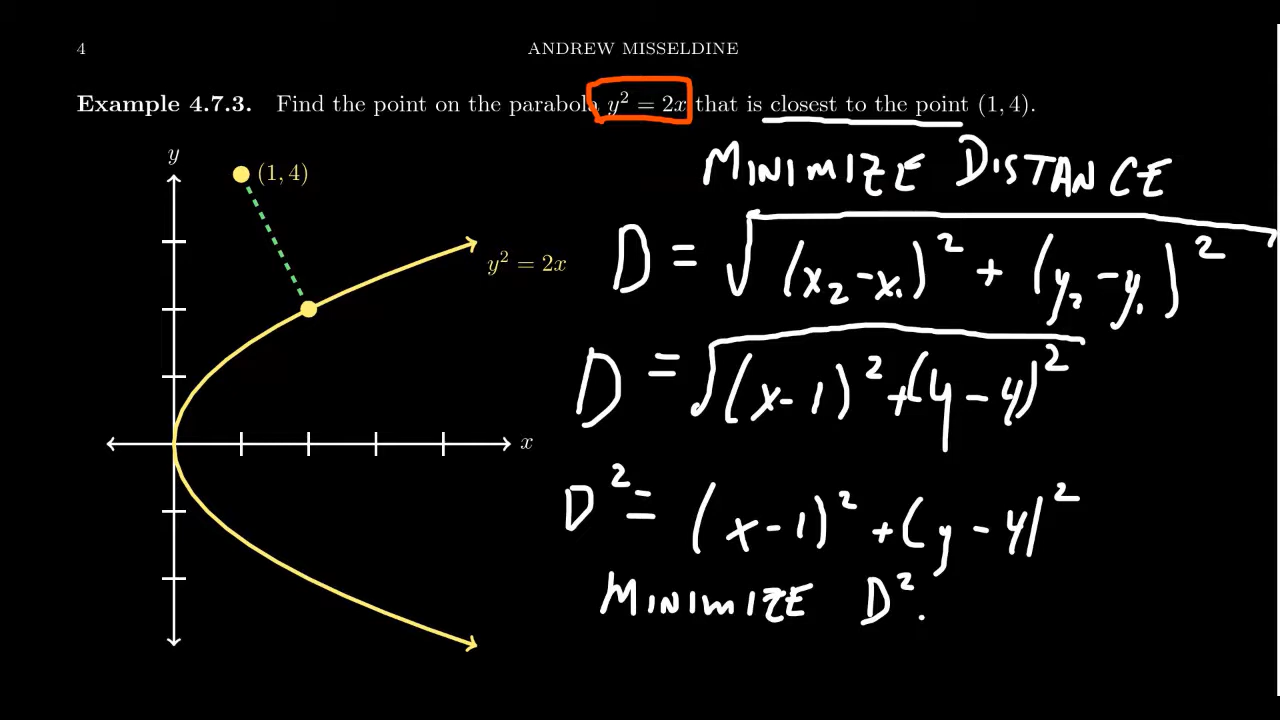 4 ANDREW MISSELDINE
Example 4.7.3. Find the point on the parabola y² = 2x that is closest to the point (1, 4).
MINIMIZE DISTANCE
y
(1, 4)
D = √(x₂-x₁)² + (y₂-y₁)²
y² = 2x
D = √(x-1)²+(y-4)²
x
D² = (x-1)²+(y-4)²
MINIMIZE D².